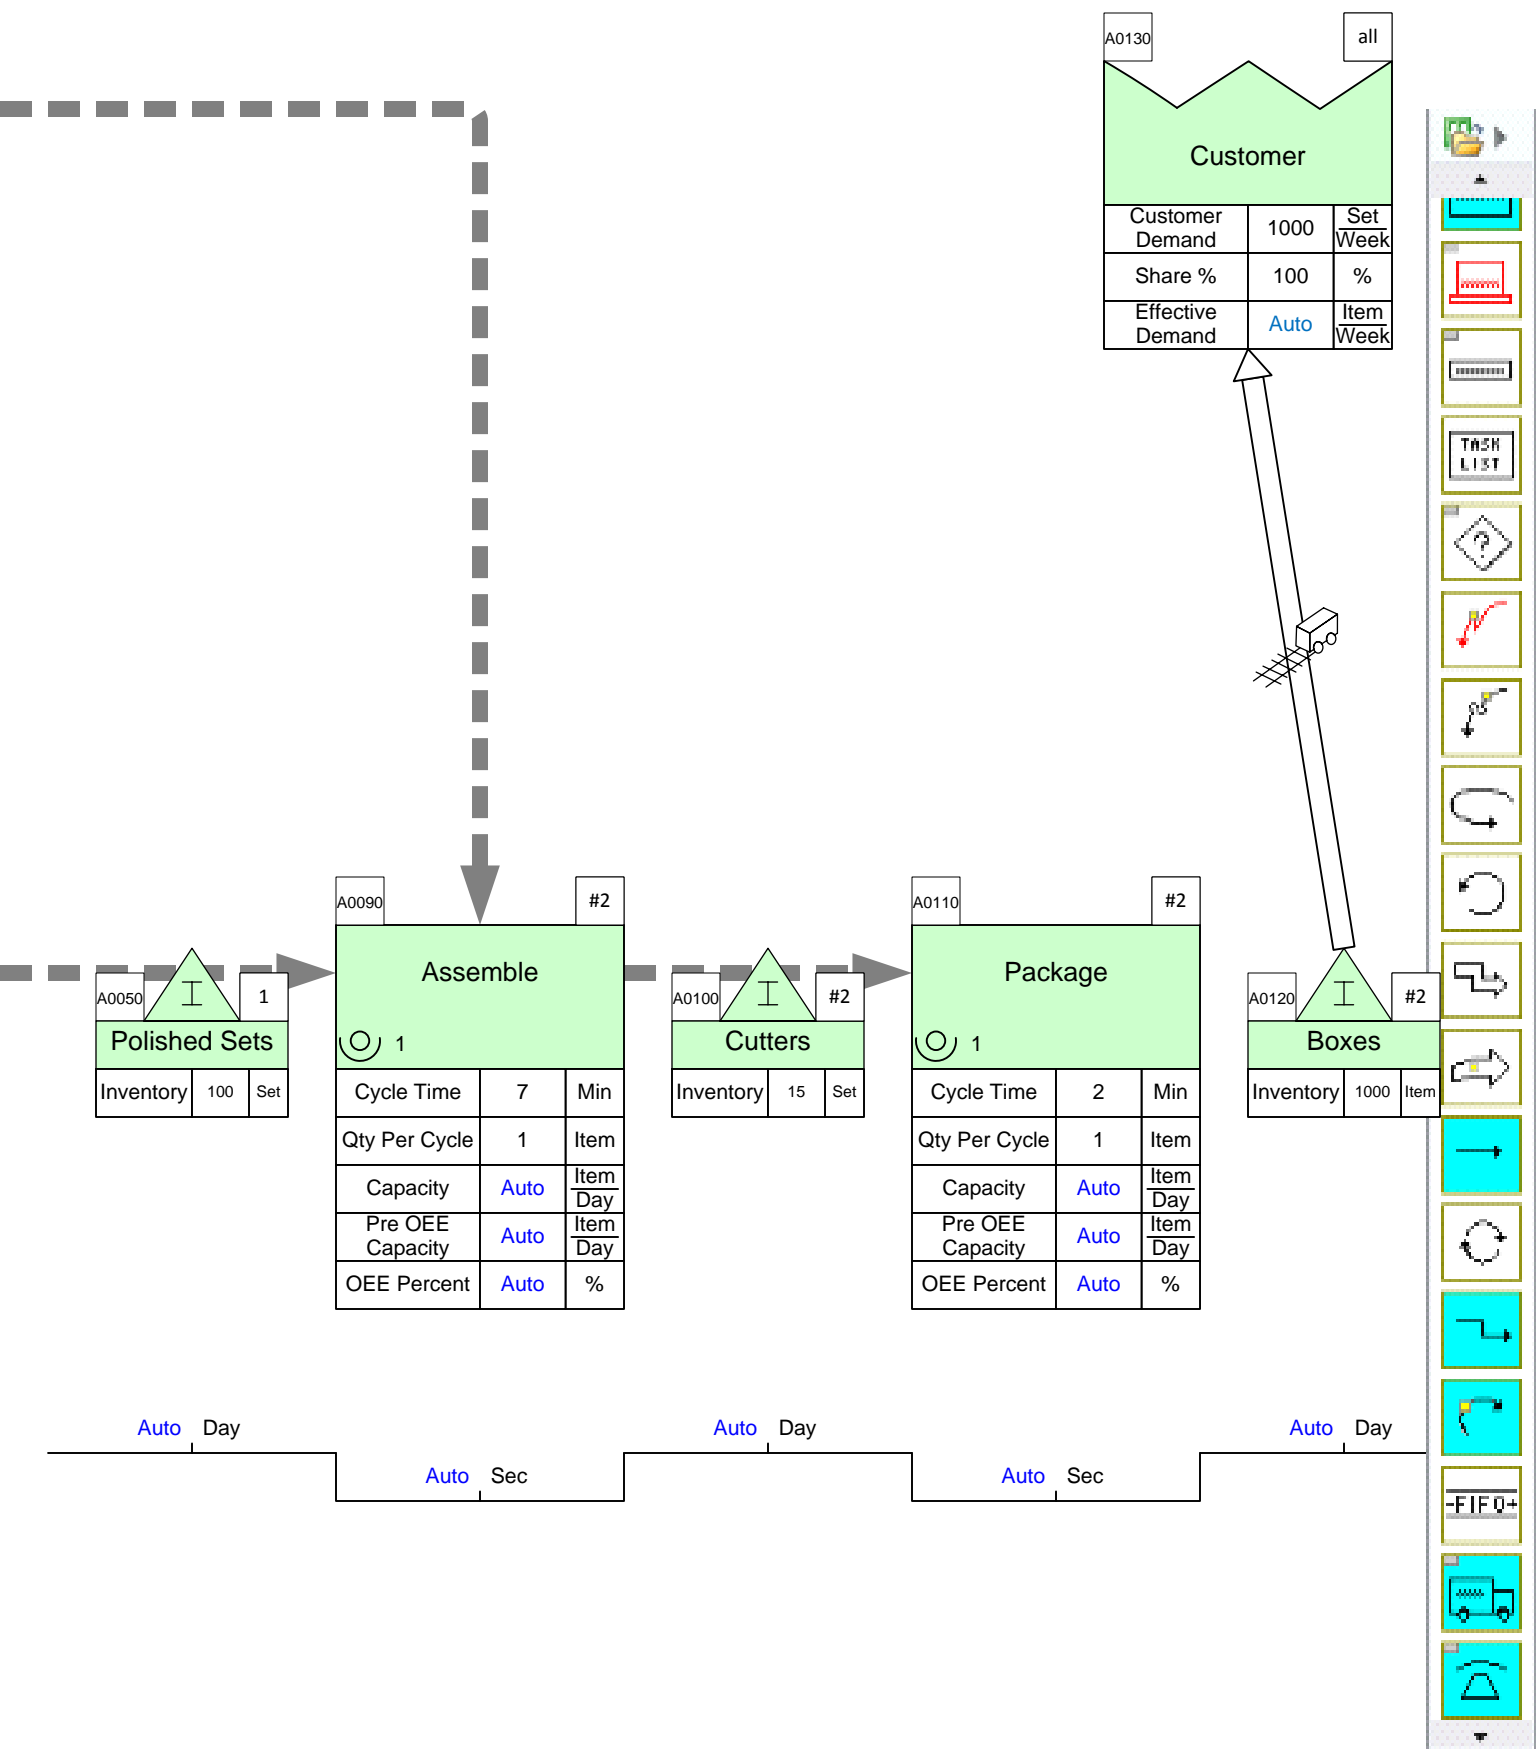 A0130
all
Customer
Customer Demand 1000 Set Week
Share % 100 %
Effective Demand Auto Item Week
TASK
LIST
?
A0050
1
Polished Sets
Inventory 100 Set
A0090
#2
Assemble
1
Cycle Time 7 Min
Qty Per Cycle 1 Item
Capacity Auto Item Day
Pre OEE Capacity Auto Item Day
OEE Percent Auto %
A0100
#2
Cutters
Inventory 15 Set
A0110
#2
Package
1
Cycle Time 2 Min
Qty Per Cycle 1 Item
Capacity Auto Item Day
Pre OEE Capacity Auto Item Day
OEE Percent Auto %
A0120
#2
Boxes
Inventory 1000 Item
Auto Day
Auto Sec
Auto Day
Auto Sec
Auto Day
-FIFO+